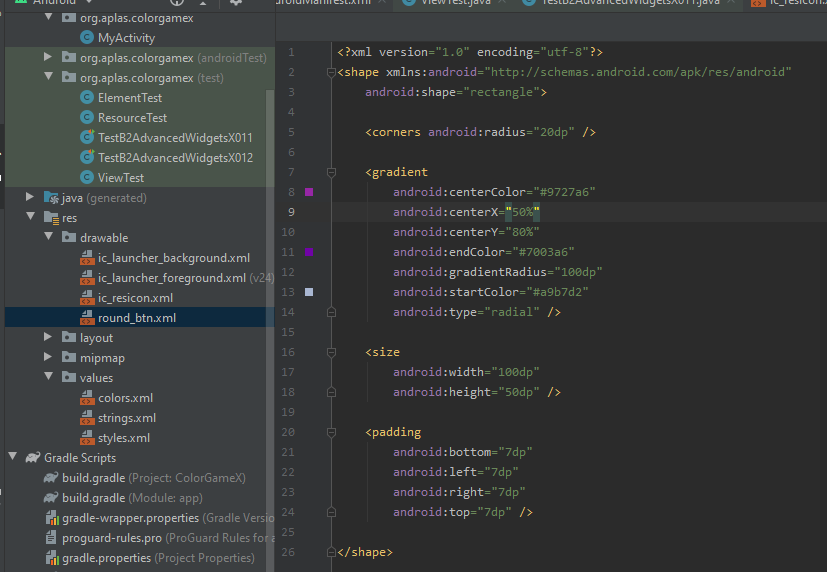 Android
org.aplas.colorgamex
MyActivity
org.aplas.colorgamex (androidTest)
org.aplas.colorgamex (test)
ElementTest
ResourceTest
TestB2AdvancedWidgetsX011
TestB2AdvancedWidgetsX012
ViewTest
java (generated)
res
drawable
ic_launcher_background.xml
ic_launcher_foreground.xml (v24)
ic_resicon.xml
round_btn.xml
layout
mipmap
values
colors.xml
strings.xml
styles.xml
Gradle Scripts
build.gradle (Project: ColorGameX)
build.gradle (Module: app)
gradle-wrapper.properties (Gradle Versio
proguard-rules.pro (ProGuard Rules for a
gradle.properties (Project Properties)
droidManifest.xml
ViewTest.java
TestB2AdvancedWidgetsX011.java
ic_resicon.
1 <?xml version="1.0" encoding="utf-8"?>
2 <shape xmlns:android="http://schemas.android.com/apk/res/android"
3 android:shape="rectangle">
4
5 <corners android:radius="20dp" />
6
7 <gradient
8 android:centerColor="#9727a6"
9 android:centerX="50%"
10 android:centerY="80%"
11 android:endColor="#7003a6"
12 android:gradientRadius="100dp"
13 android:startColor="#a9b7d2"
14 android:type="radial" />
15
16 <size
17 android:width="100dp"
18 android:height="50dp" />
19
20 <padding
21 android:bottom="7dp"
22 android:left="7dp"
23 android:right="7dp"
24 android:top="7dp" />
25
26 </shape>